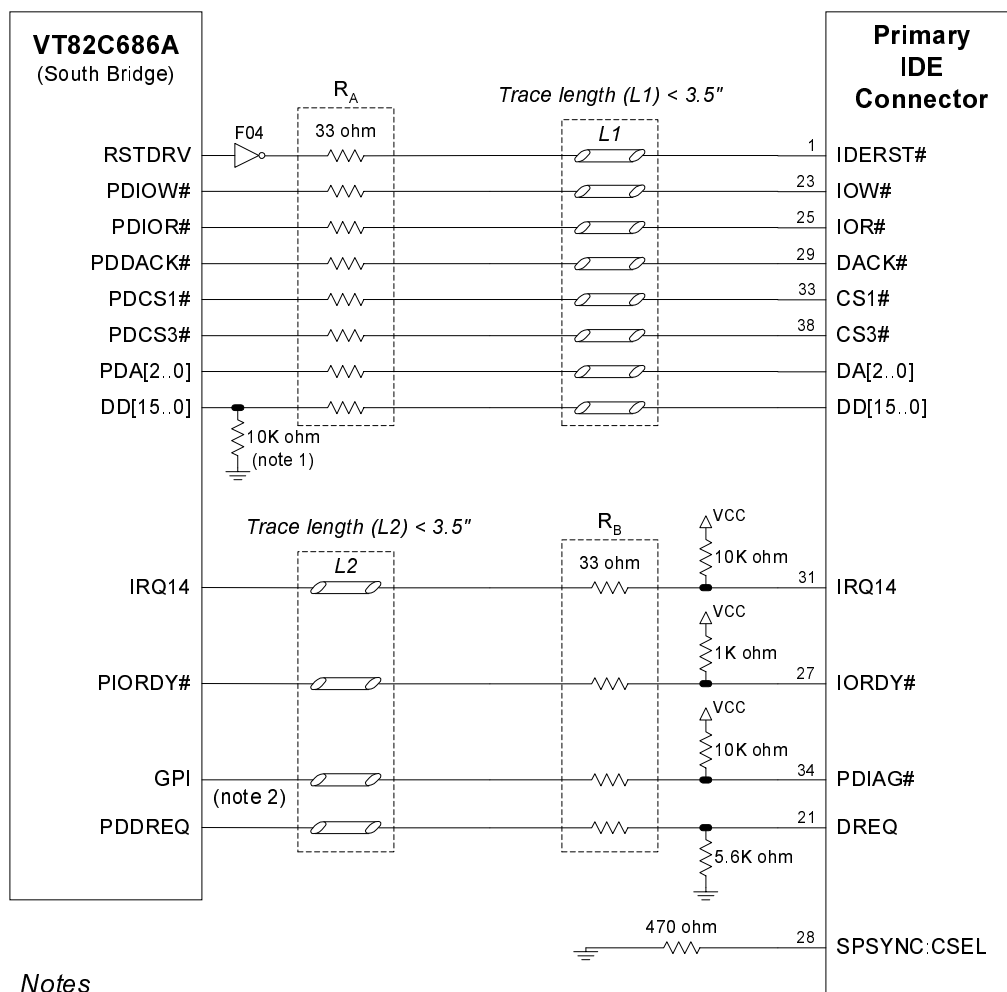 VT82C686A
(South Bridge)
Primary
IDE
Connector
RA
Trace length (L1) < 3.5"
F04
33 ohm
L1
RSTDRV
1
IDERST#
PDIOW#
23
IOW#
PDIOR#
25
IOR#
PDDACK#
29
DACK#
PDCS1#
33
CS1#
PDCS3#
38
CS3#
PDA[2..0]
DA[2..0]
DD[15..0]
DD[15..0]
10K ohm
(note 1)
Trace length (L2) < 3.5"
RB
VCC
L2
33 ohm
10K ohm
IRQ14
31
IRQ14
VCC
1K ohm
PIORDY#
27
IORDY#
VCC
10K ohm
GPI
(note 2)
34
PDIAG#
PDDREQ
21
DREQ
5.6K ohm
470 ohm
28
SPSYNC:CSEL
Notes